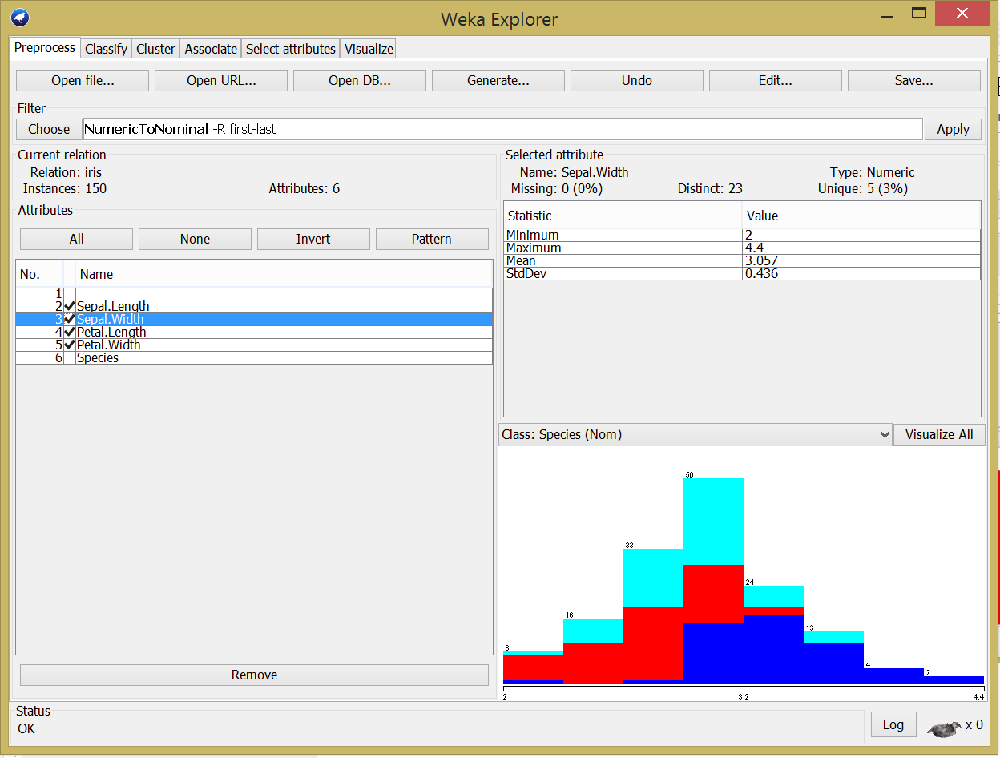 Weka Explorer
Preprocess Classify Cluster Associate Select attributes Visualize
Open file... Open URL... Open DB... Generate... Undo Edit... Save...
Filter
Choose NumericToNominal -R first-last Apply
Current relation
Relation: iris
Instances: 150 Attributes: 6
Attributes
All None Invert Pattern
No. Name
1
2 Sepal.Length
3 Sepal.Width
4 Petal.Length
5 Petal.Width
6 Species
Remove
Selected attribute
Name: Sepal.Width Type: Numeric
Missing: 0 (0%) Distinct: 23 Unique: 5 (3%)
Statistic Value
Minimum 2
Maximum 4.4
Mean 3.057
StdDev 0.436
Class: Species (Nom) Visualize All
50
33
24
16
13
8
4
2
2 3.2 4.4
Status
OK
Log x 0